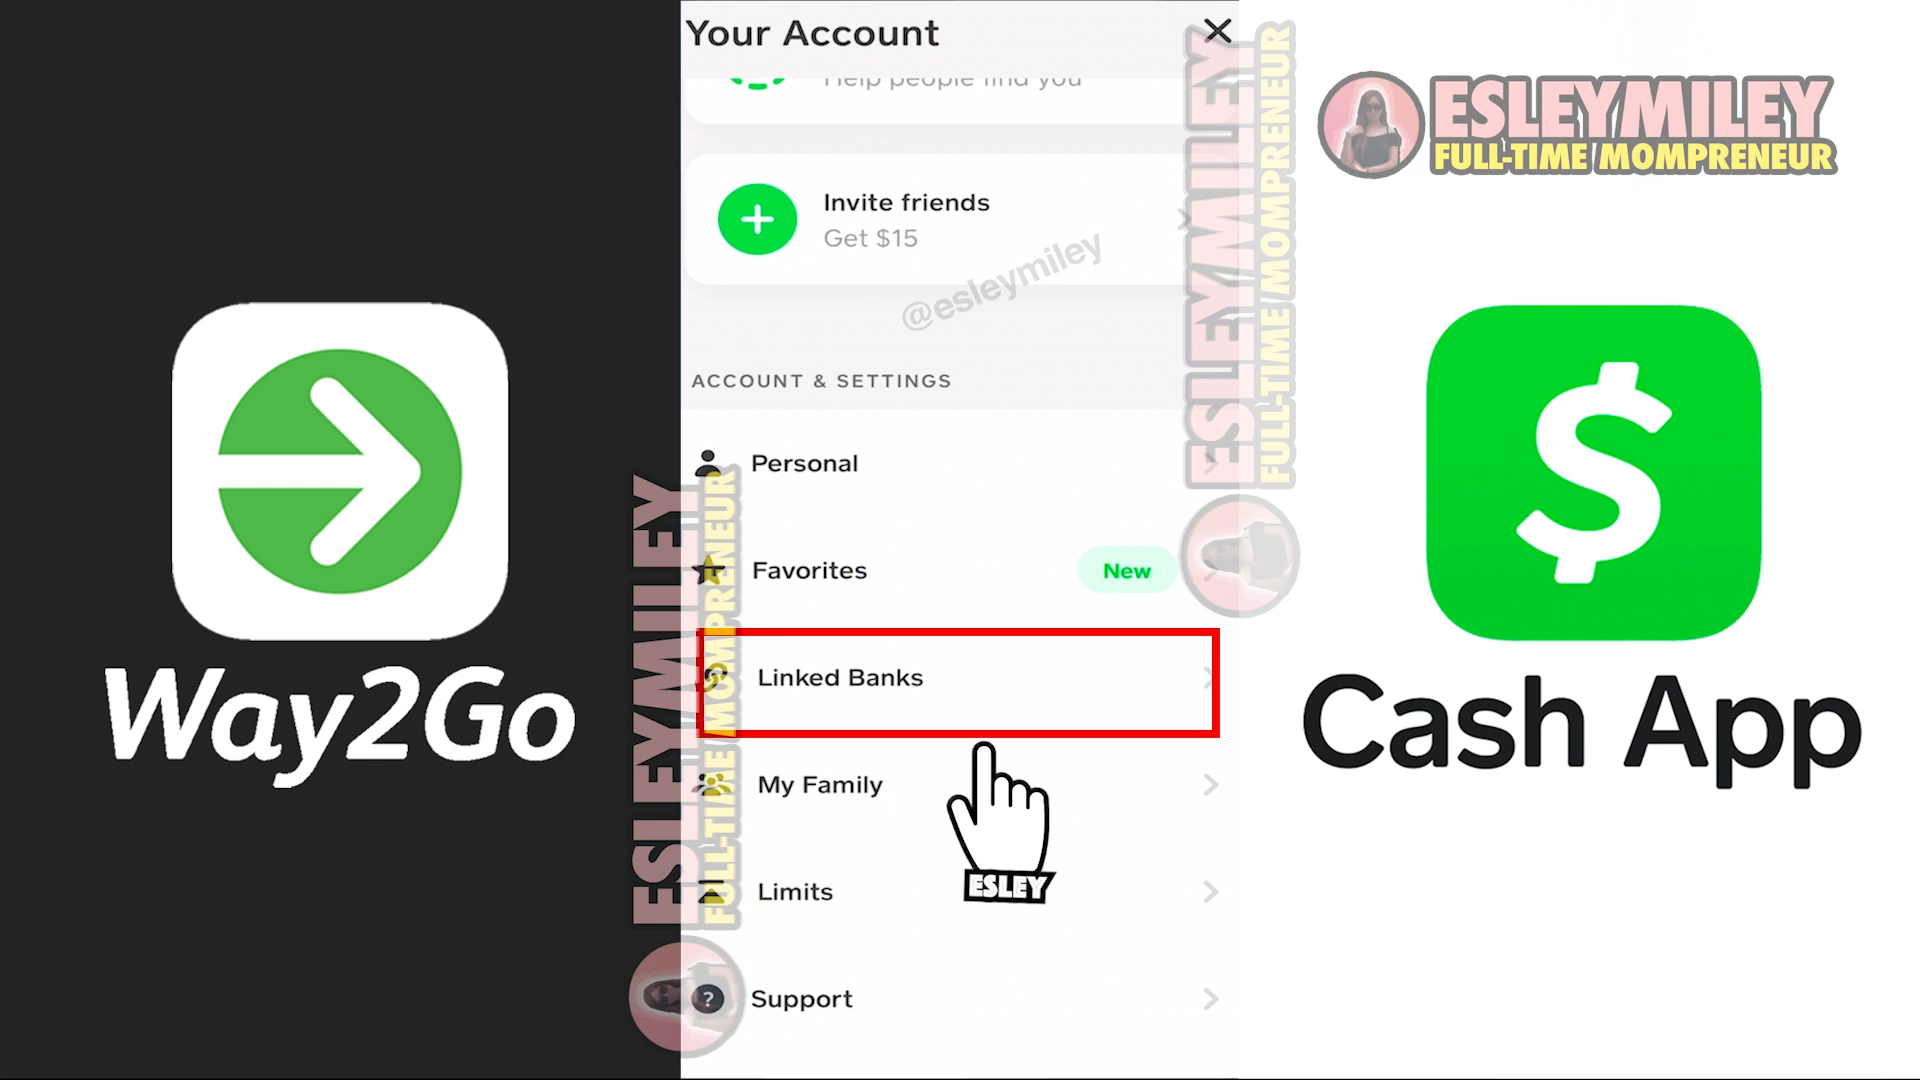 Your Account
Help people find you
Invite friends
Get $15
@esleymiley
ACCOUNT & SETTINGS
Personal
Favorites
New
Linked Banks
My Family
Limits
Support
ESLEY
Way2Go
Cash App
ESLEYMILEY
FULL-TIME MOMPRENEUR
ESLEYMILEY
FULL-TIME MOMPRENEUR
ESLEYMILEY
FULL-TIME MOMPRENEUR